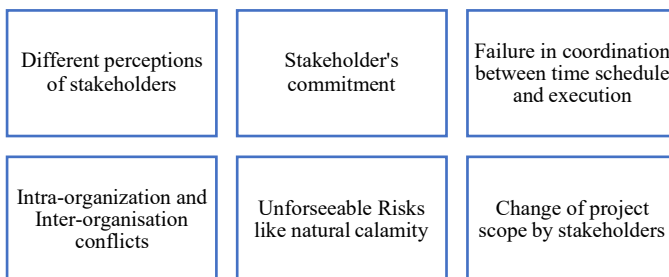 Different perceptions
of stakeholders
Stakeholder's
commitment
Failure in coordination
between time schedule
and execution
Intra-organization and
Inter-organisation
conflicts
Unforseeable Risks
like natural calamity
Change of project
scope by stakeholders